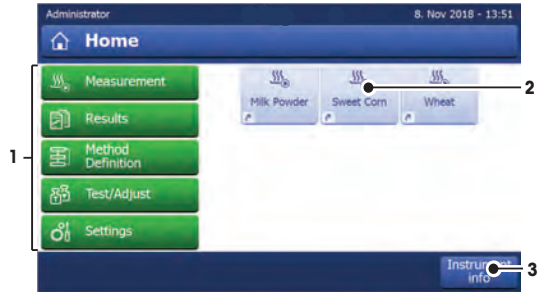 Administrator 8. Nov 2018 - 13:51
Home
Measurement
Results
Method
Definition
Test/Adjust
Settings
Milk Powder Sweet Corn Wheat
Instrument
info
1
2
3